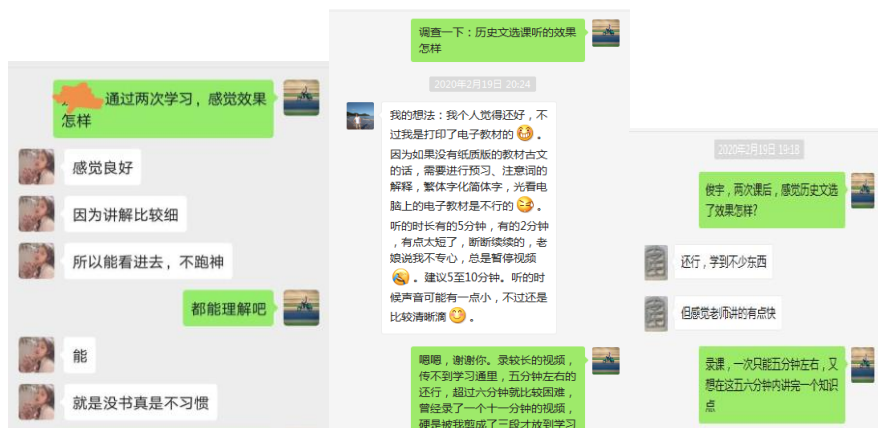 通过两次学习，感觉效果
怎样
感觉良好
因为讲解比较细
所以能看进去，不跑神
都能理解吧
能
就是没书真是不习惯
调查一下：历史文选课听的效果
怎样
2020年2月19日 20:24
我的想法：我个人觉得还好，不
过我是打印了电子教材的。
因为如果没有纸质版的教材古文
的话，需要进行预习、注意词的
解释，繁体字化简体字，光看电
脑上的电子教材是不行的。
听的时长有的5分钟，有的2分钟
，有点太短了，断断续续的，老
娘说我不专心，总是暂停视频
。建议5至10分钟。听的时
候声音可能有一点小，不过还是
比较清晰滴。
嗯嗯，谢谢你。录较长的视频，
传不到学习通里，五分钟左右的
还行，超过六分钟就比较困难，
曾经录了一个十一分钟的视频，
硬是被我剪成了三段才放到学习
2020年2月19日 19:18
俊宇，两次课后，感觉历史文选
了效果怎样?
还行，学到不少东西
但感觉老师讲的有点快
录课，一次只能五分钟左右，又
想在这五六分钟内讲完一个知识
点